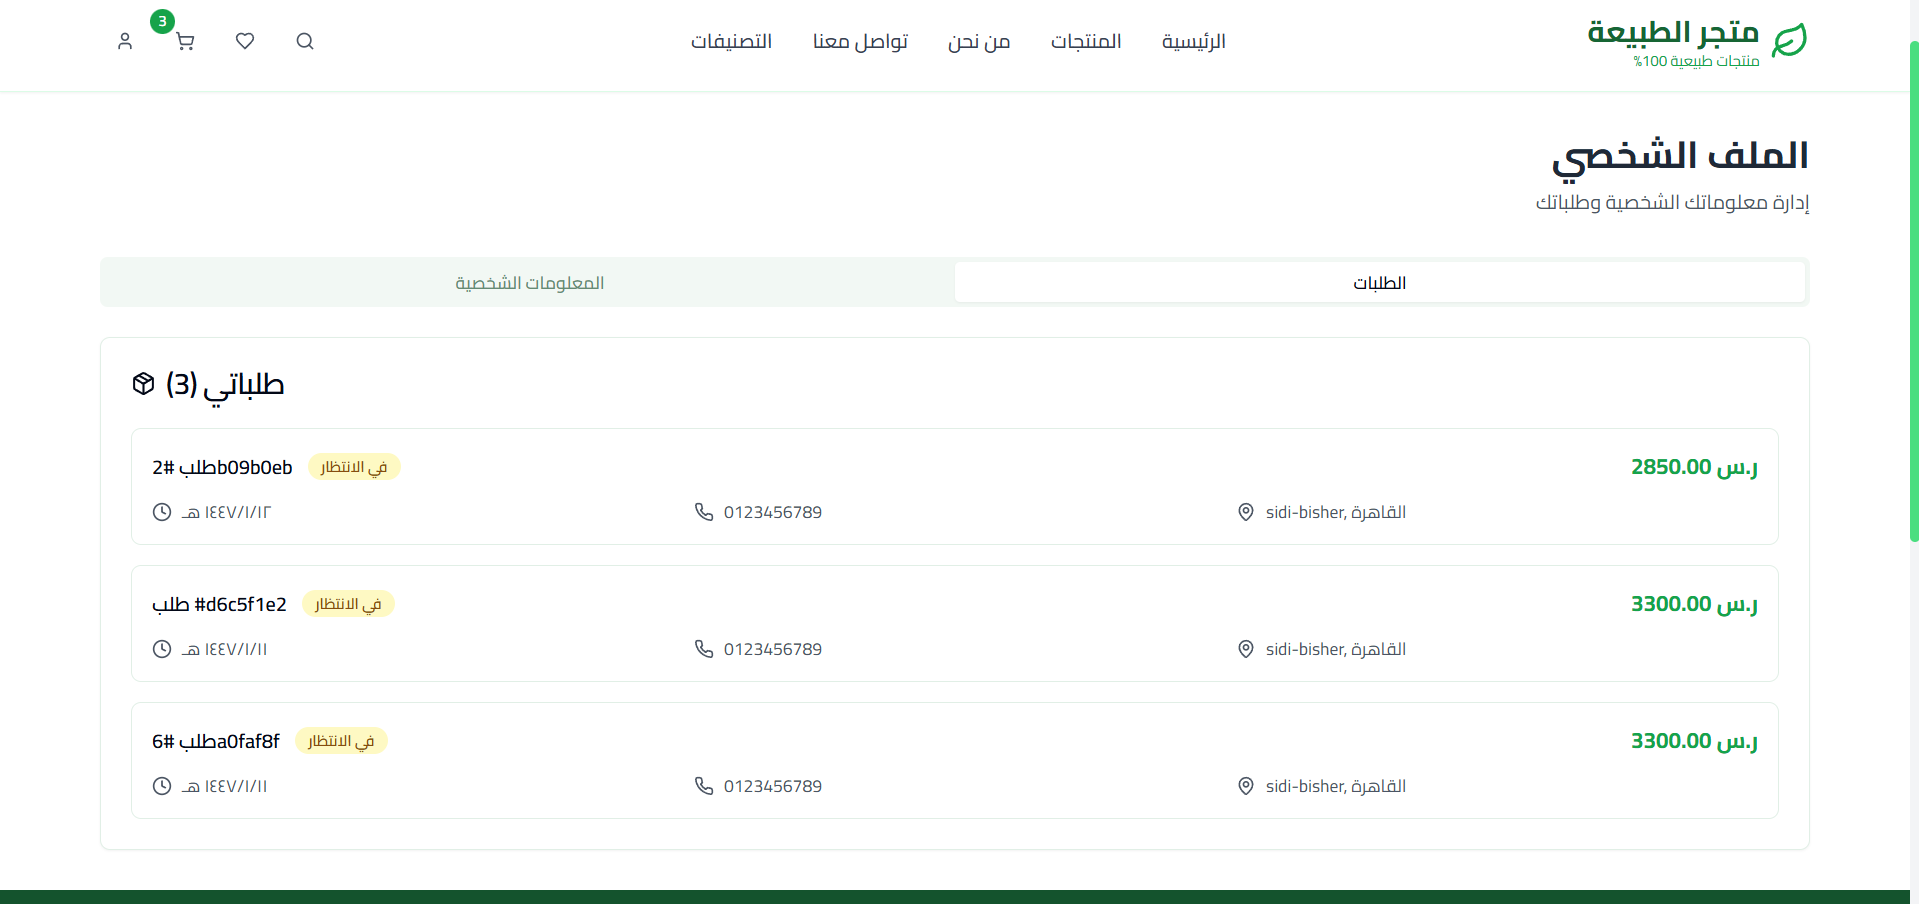 متجر الطبيعة
منتجات طبيعية 100%
الرئيسية
المنتجات
من نحن
تواصل معنا
التصنيفات
3
الملف الشخصي
إدارة معلوماتك الشخصية وطلباتك
الطلبات
المعلومات الشخصية
طلباتي (3)
طلب #2b09b0eb
في الانتظار
2850.00 ر.س
١٤٤٧/١/١٢ هـ
0123456789
sidi-bisher, القاهرة
طلب #d6c5f1e2
في الانتظار
3300.00 ر.س
١٤٤٧/١/١١ هـ
0123456789
sidi-bisher, القاهرة
طلب #6a0faf8f
في الانتظار
3300.00 ر.س
١٤٤٧/١/١١ هـ
0123456789
sidi-bisher, القاهرة